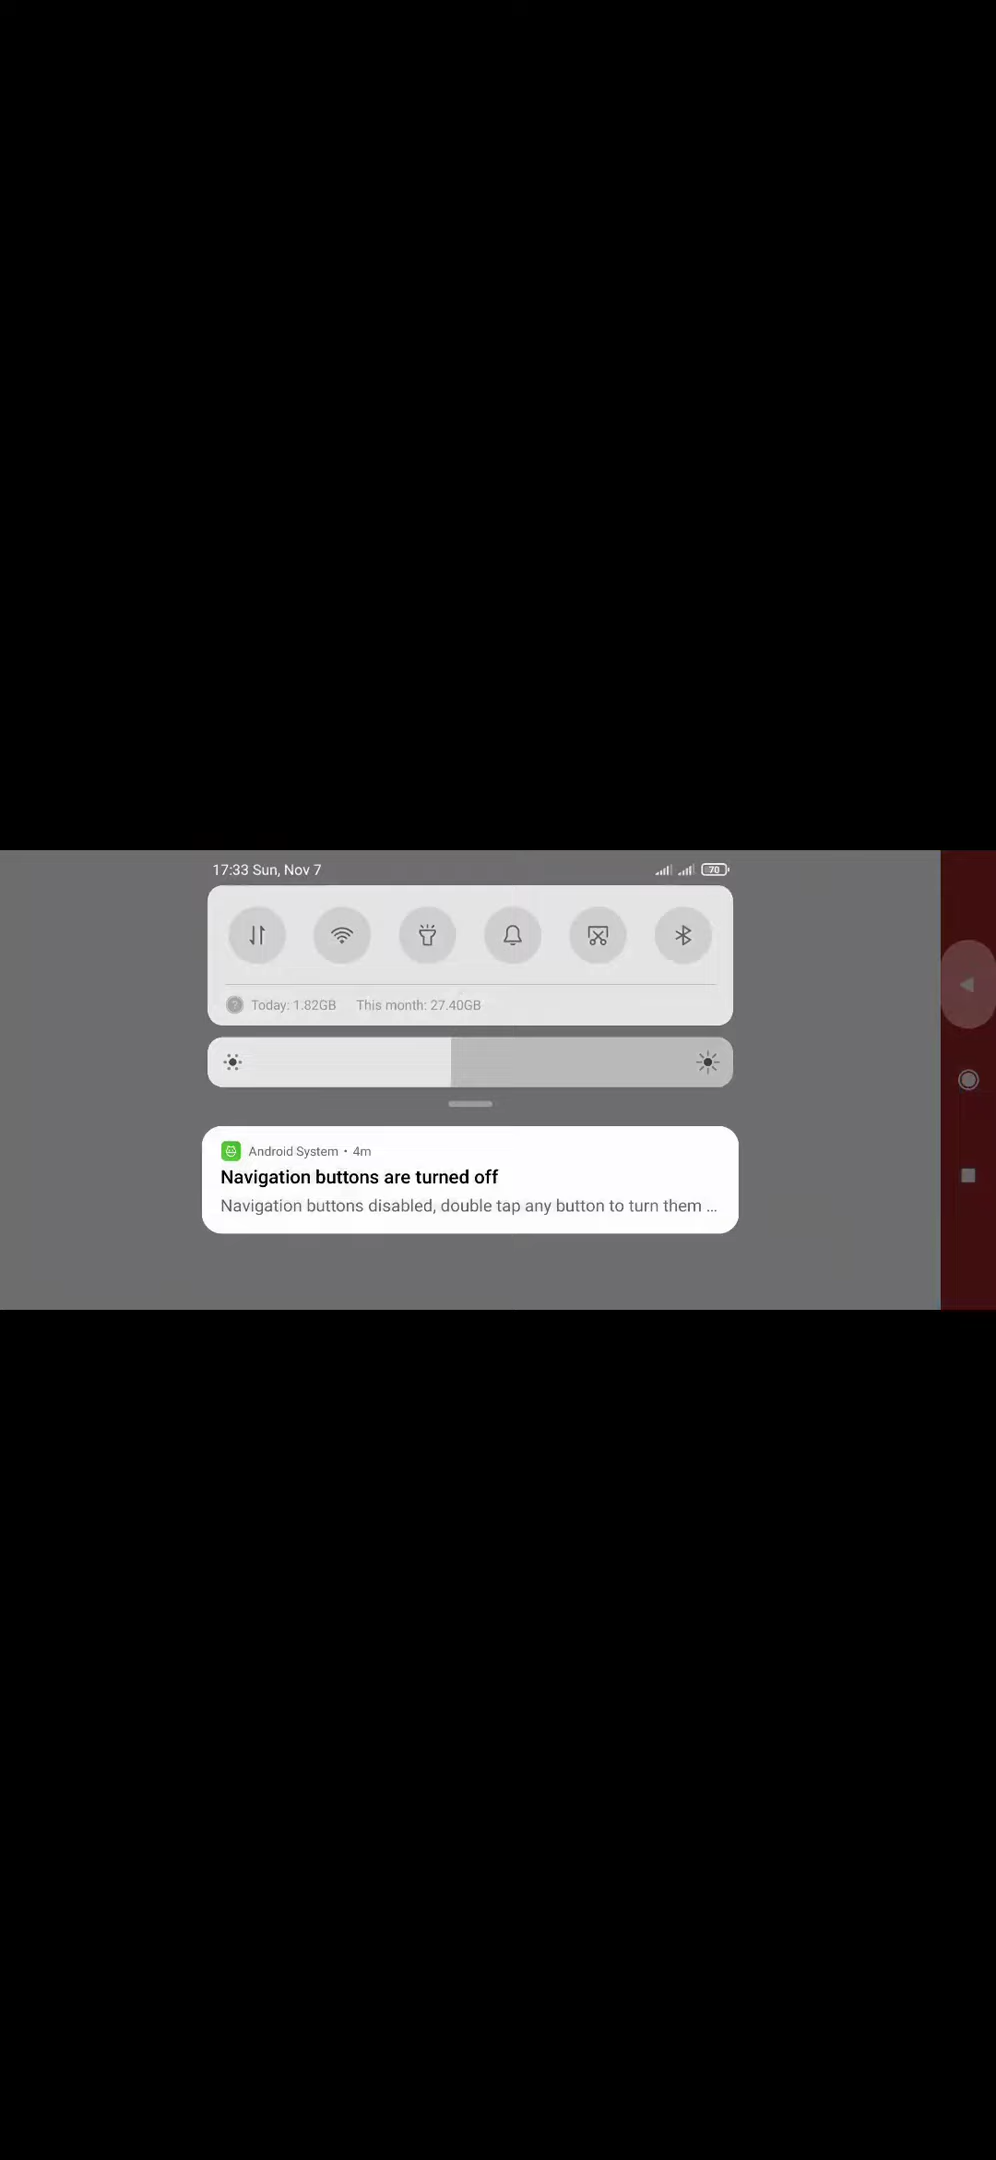 17:33 Sun, Nov 7
70
Today: 1.82GB This month: 27.40GB
Android System • 4m
Navigation buttons are turned off
Navigation buttons disabled, double tap any button to turn them ...